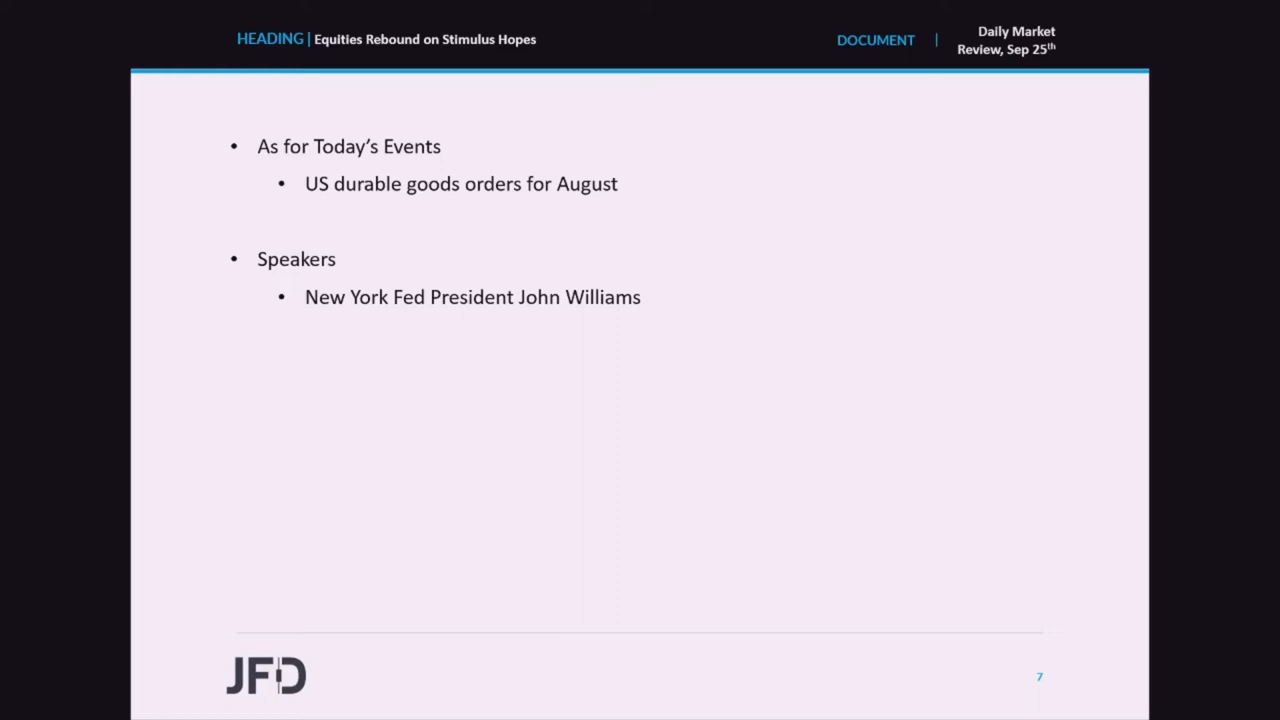 HEADING | Equities Rebound on Stimulus Hopes
DOCUMENT | Daily Market
Review, Sep 25th
• As for Today’s Events
• US durable goods orders for August
• Speakers
• New York Fed President John Williams
JFD
7